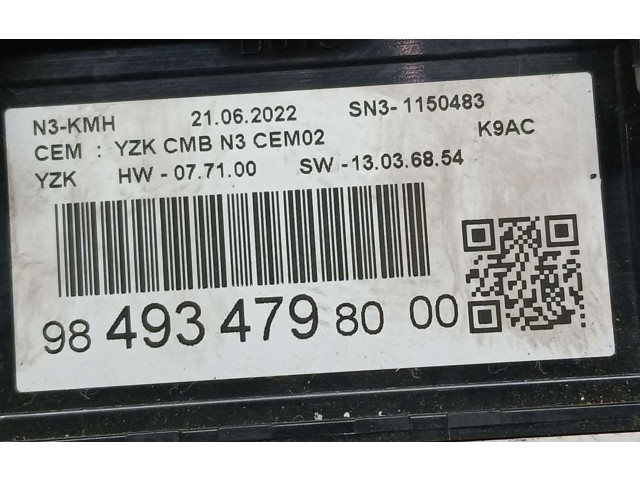 N3-KMH 21.06.2022 SN3- 1150483
CEM : YZK CMB N3 CEM02 K9AC
YZK HW - 07.71.00 SW -13.03.68.54
98 493 479 80 00